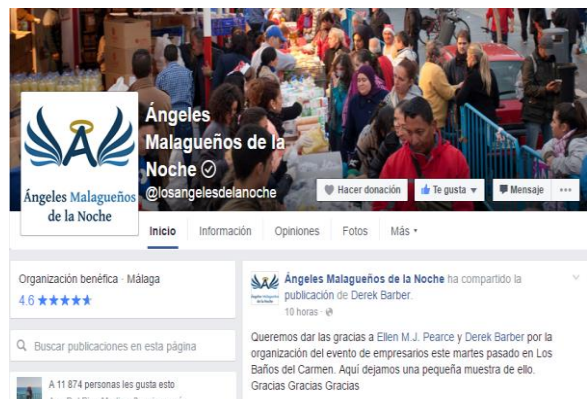 Ángeles
Malagueños de la
Noche
@losangelesdelanoche
Ángeles Malagueños
de la Noche
Hacer donación
Te gusta
Mensaje
Inicio
Información
Opiniones
Fotos
Más
Organización benéfica · Málaga
4.6
Buscar publicaciones en esta página
A 11 874 personas les gusta esto
Ángeles Malagueños de la Noche ha compartido la
publicación de Derek Barber.
10 horas ·
Queremos dar las gracias a Ellen M.J. Pearce y Derek Barber por la
organización del evento de empresarios este martes pasado en Los
Baños del Carmen. Aquí dejamos una pequeña muestra de ello.
Gracias Gracias Gracias